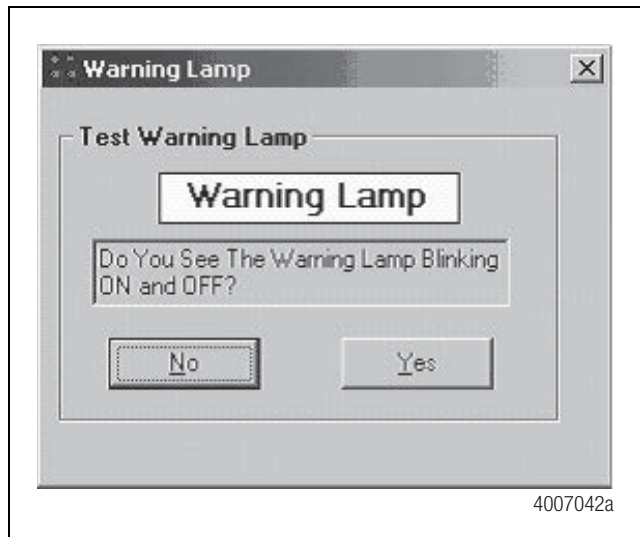 Warning Lamp
Test Warning Lamp
Warning Lamp
Do You See The Warning Lamp Blinking
ON and OFF?
No Yes
4007042a